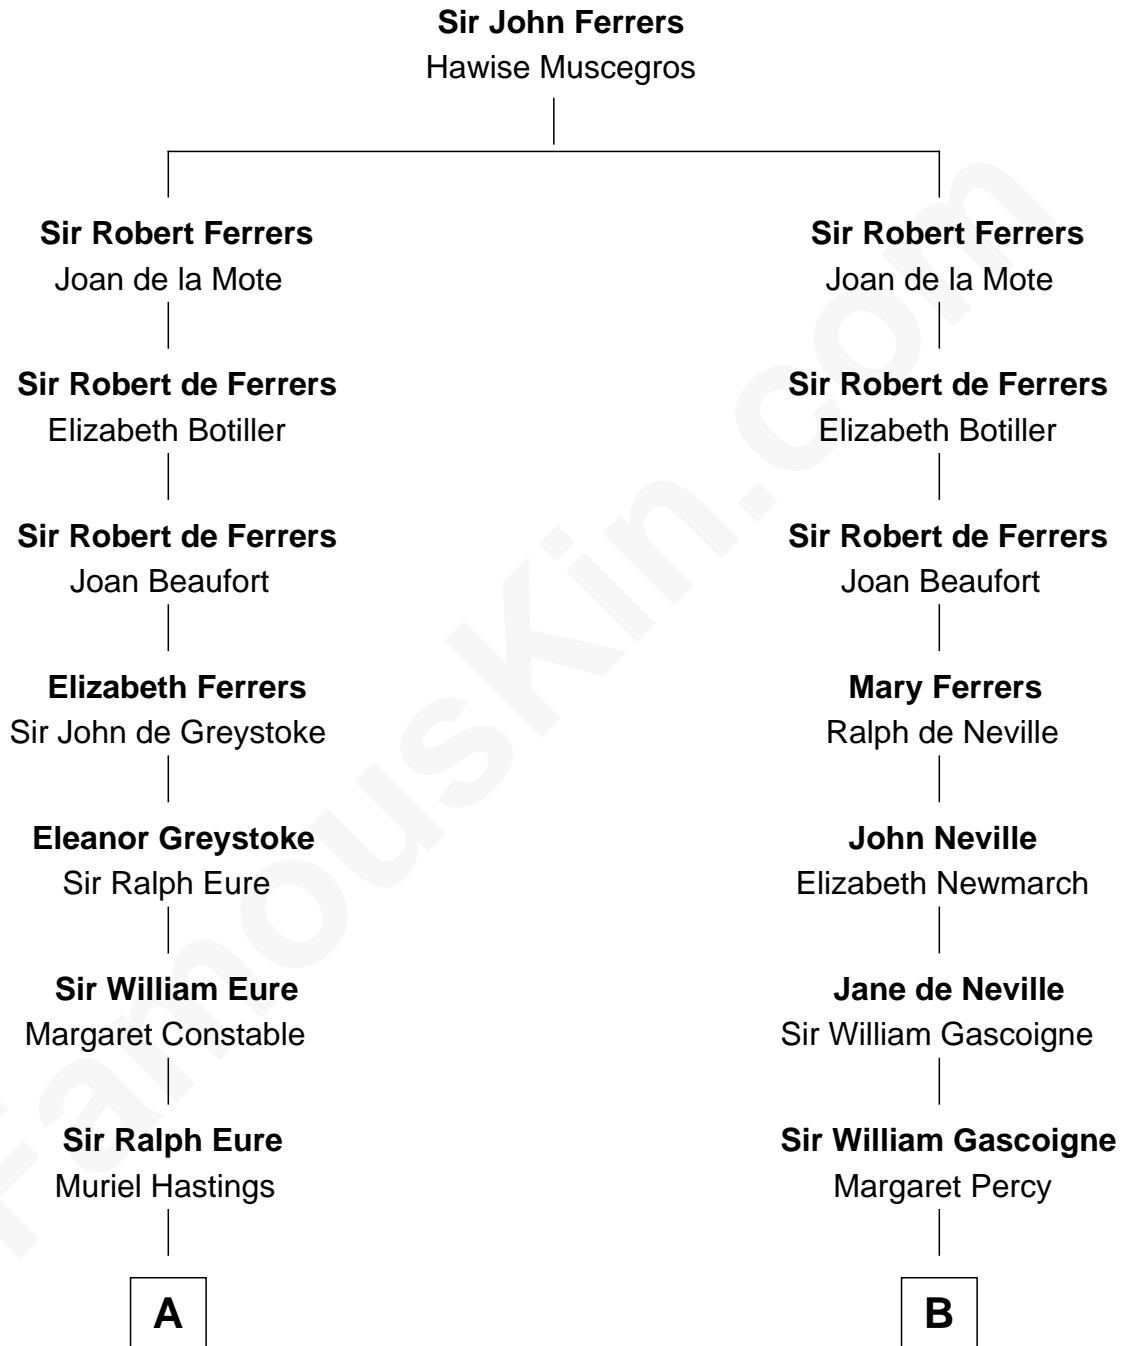 Sir John Ferrers
Hawise Muscegros
Sir Robert Ferrers
Joan de la Mote
Sir Robert Ferrers
Joan de la Mote
Sir Robert de Ferrers
Elizabeth Botiller
Sir Robert de Ferrers
Elizabeth Botiller
Sir Robert de Ferrers
Joan Beaufort
Sir Robert de Ferrers
Joan Beaufort
Elizabeth Ferrers
Sir John de Greystoke
Mary Ferrers
Ralph de Neville
Eleanor Greystoke
Sir Ralph Eure
John Neville
Elizabeth Newmarch
Sir William Eure
Margaret Constable
Jane de Neville
Sir William Gascoigne
Sir Ralph Eure
Muriel Hastings
Sir William Gascoigne
Margaret Percy
A
B
FamousKin.com